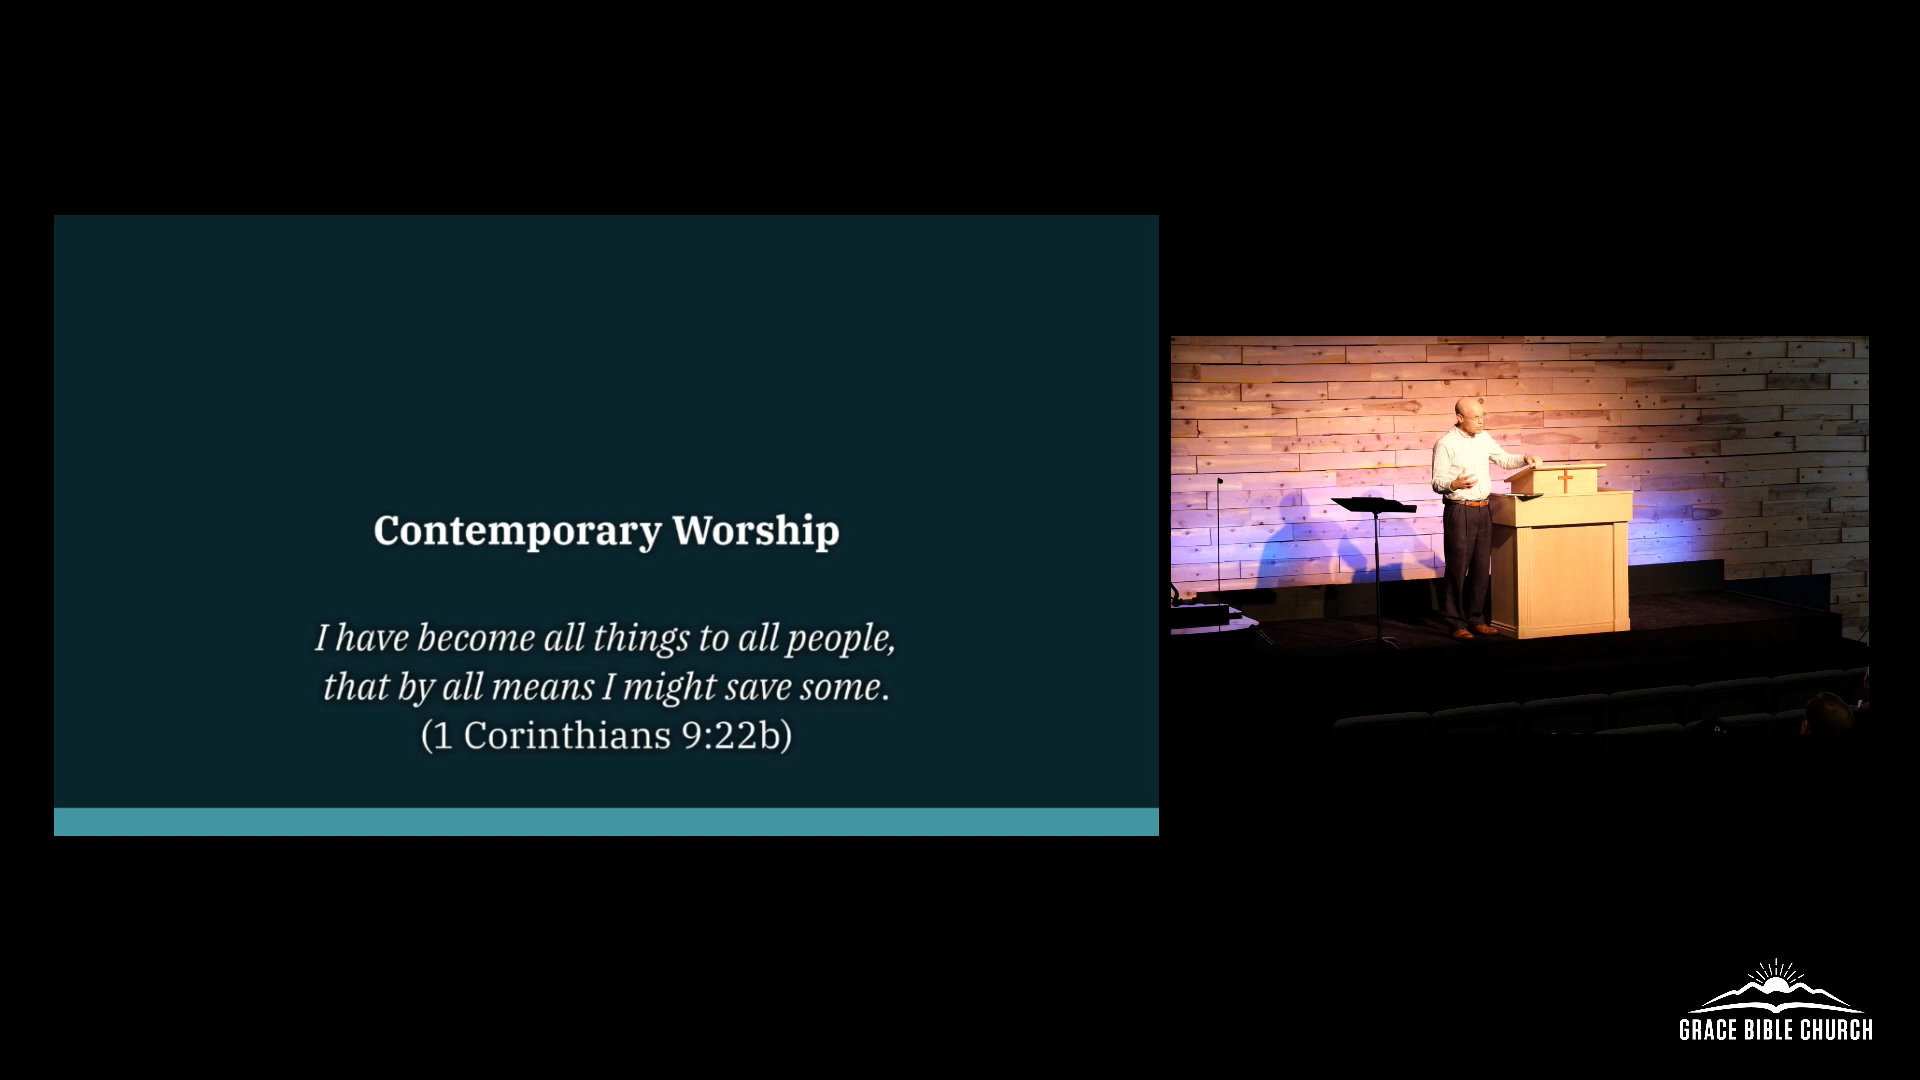 Contemporary Worship
I have become all things to all people,
that by all means I might save some.
(1 Corinthians 9:22b)
GRACE BIBLE CHURCH